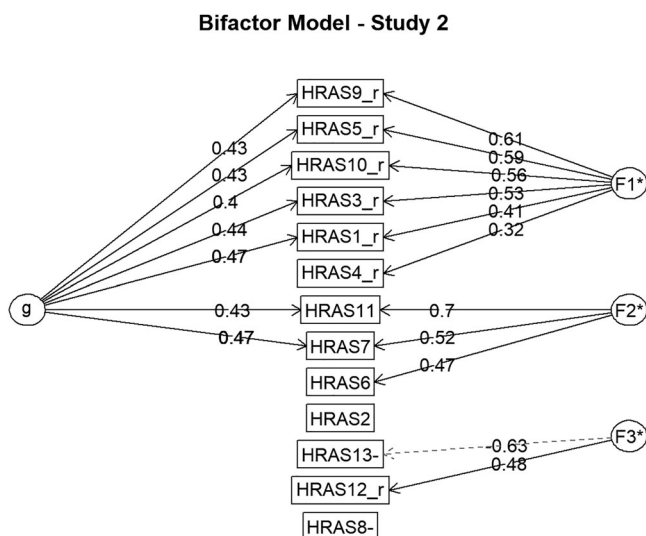 Bifactor Model - Study 2
HRAS9_r
HRAS5_r
HRAS10_r
HRAS3_r
HRAS1_r
HRAS4_r
HRAS11
HRAS7
HRAS6
HRAS2
HRAS13-
HRAS12_r
HRAS8-
g
0.43
0.43
0.4
0.44
0.47
0.43
0.47
F1*
0.61
0.59
0.56
0.53
0.41
0.32
F2*
0.7
0.52
0.47
F3*
-0.63
0.48